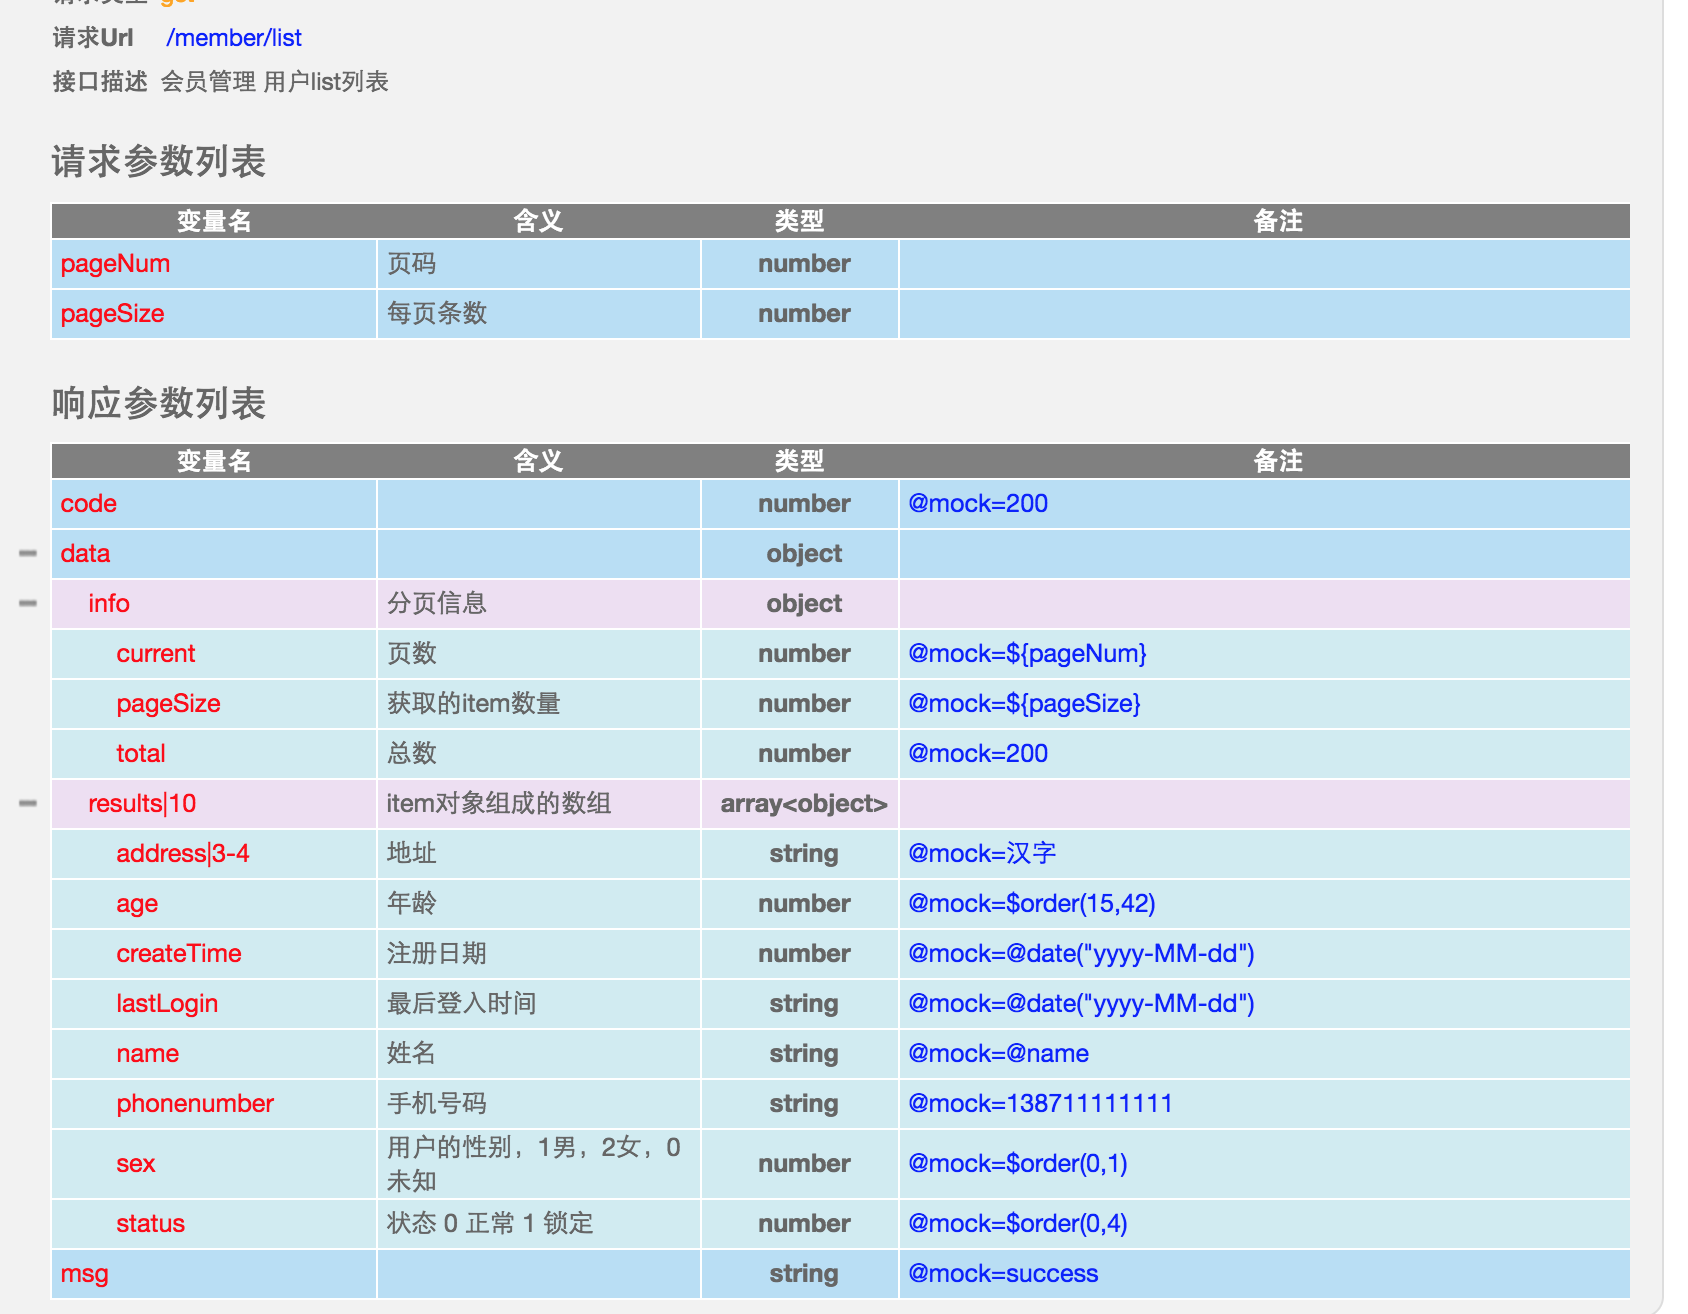 请求Url /member/list
接口描述 会员管理 用户list列表
请求参数列表
变量名 含义 类型 备注
pageNum 页码 number
pageSize 每页条数 number
响应参数列表
变量名 含义 类型 备注
code number @mock=200
data object
info 分页信息 object
current 页数 number @mock=${pageNum}
pageSize 获取的item数量 number @mock=${pageSize}
total 总数 number @mock=200
results|10 item对象组成的数组 array<object>
address|3-4 地址 string @mock=汉字
age 年龄 number @mock=$order(15,42)
createTime 注册日期 number @mock=@date("yyyy-MM-dd")
lastLogin 最后登入时间 string @mock=@date("yyyy-MM-dd")
name 姓名 string @mock=@name
phonenumber 手机号码 string @mock=138711111111
sex 用户的性别，1男，2女，0 number @mock=$order(0,1)
未知
status 状态 0 正常 1 锁定 number @mock=$order(0,4)
msg string @mock=success